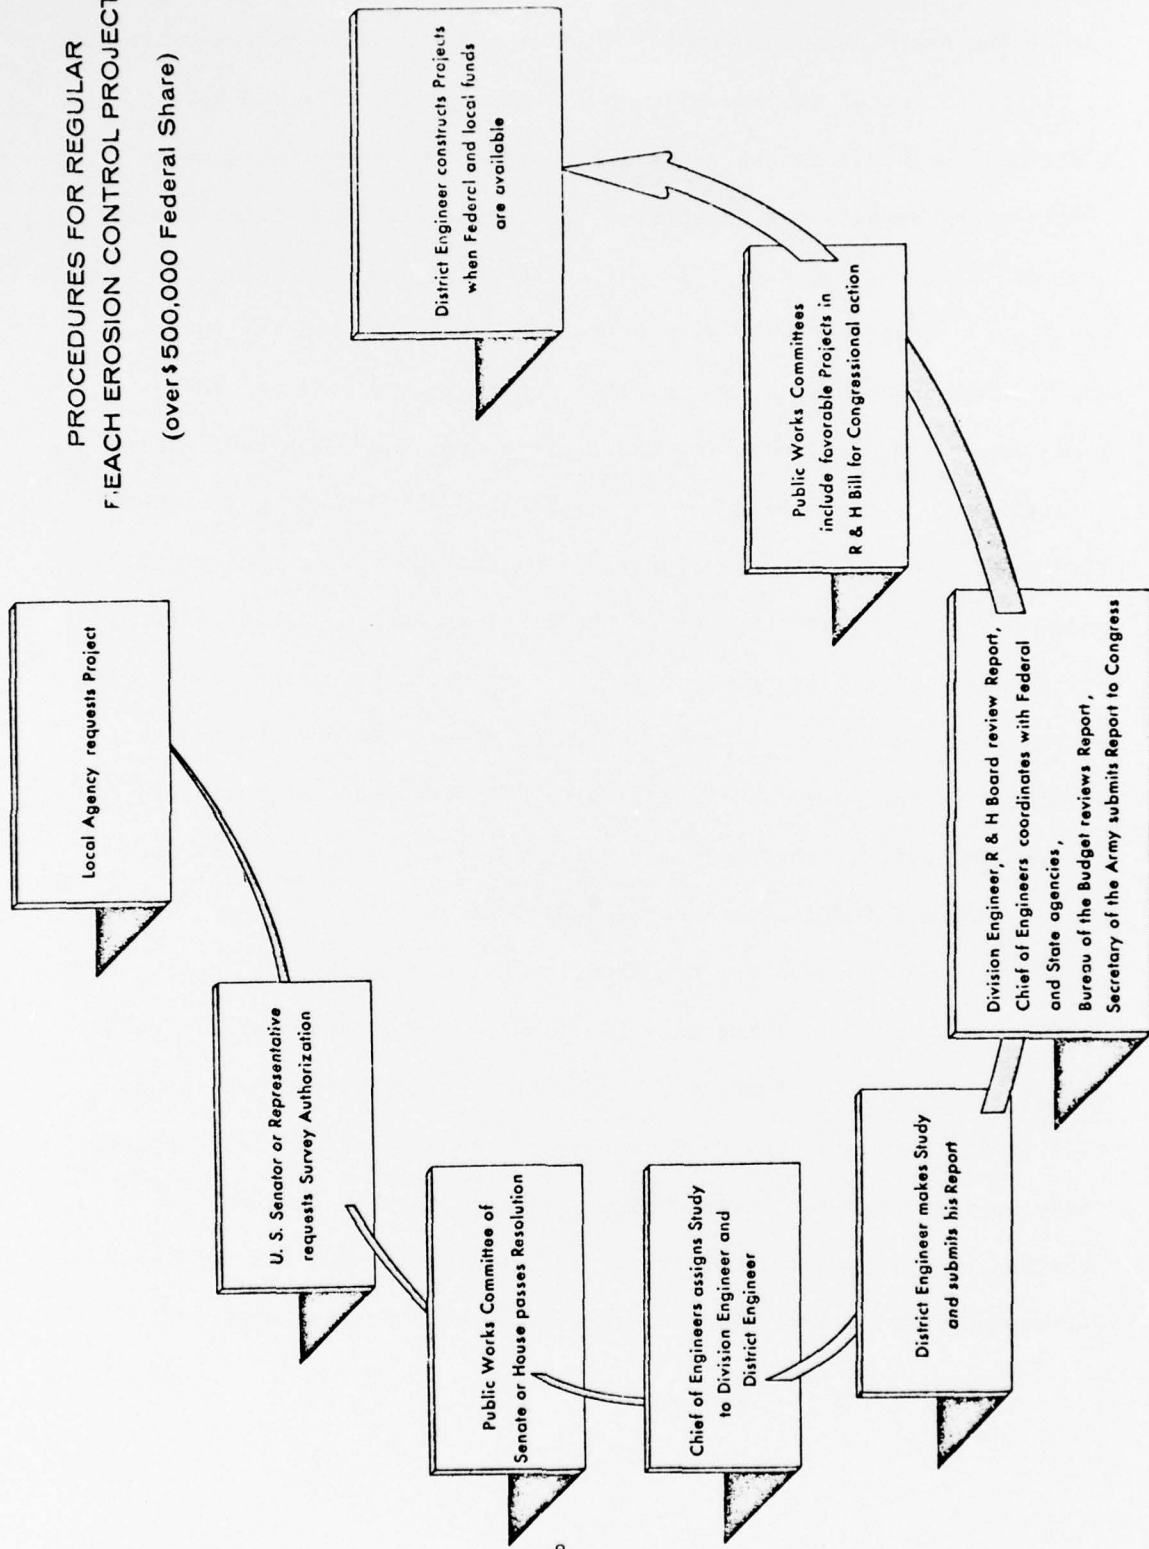 PROCEDURES FOR REGULAR
EACH EROSION CONTROL PROJECT
(over $500,000 Federal Share)
Local Agency requests Project
U. S. Senator or Representative
requests Survey Authorization
Public Works Committee of
Senate or House passes Resolution
Chief of Engineers assigns Study
to Division Engineer and
District Engineer
District Engineer makes Study
and submits his Report
Division Engineer, R & H Board review Report,
Chief of Engineers coordinates with Federal
and State agencies,
Bureau of the Budget reviews Report,
Secretary of the Army submits Report to Congress
Public Works Committees
include favorable Projects in
R & H Bill for Congressional action
District Engineer constructs Projects
when Federal and local funds
are available